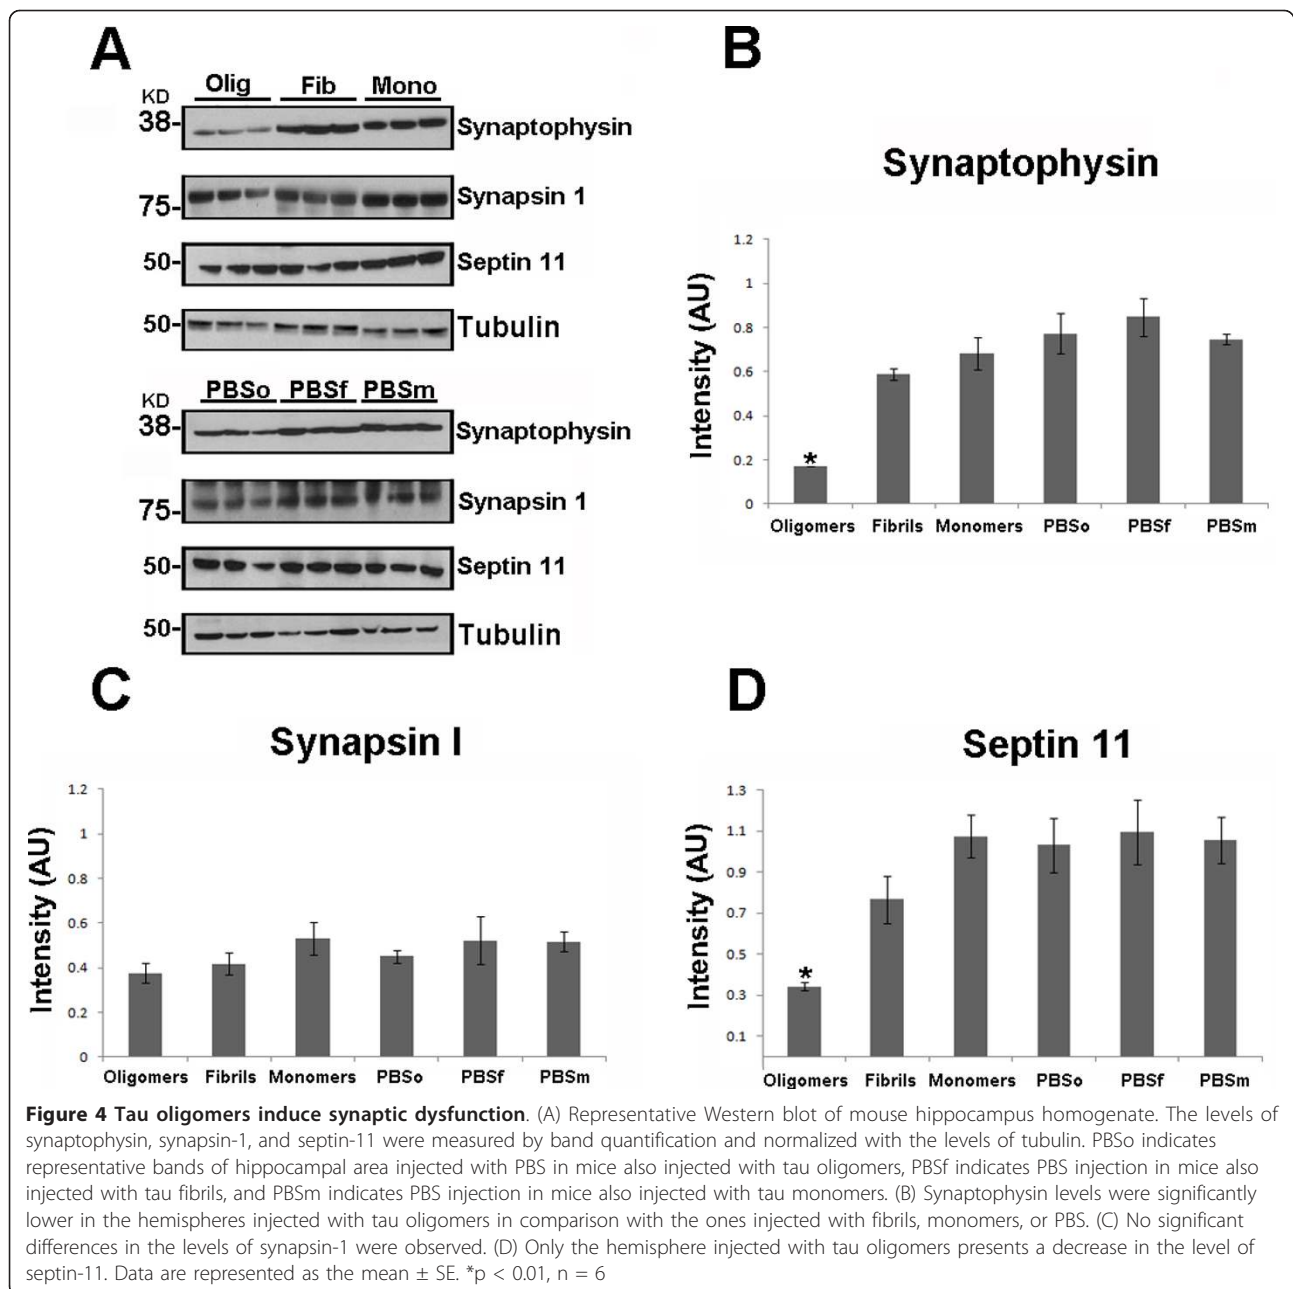 A
Olig Fib Mono
KD
38- Synaptophysin
75- Synapsin 1
50- Septin 11
50- Tubulin
PBSo PBSf PBSm
KD
38- Synaptophysin
75- Synapsin 1
50- Septin 11
50- Tubulin
B
Synaptophysin
Intensity (AU)
1.2
1
0.8
0.6
0.4
0.2
0
*
Oligomers Fibrils Monomers PBSo PBSf PBSm
C
Synapsin I
Intensity (AU)
1.2
1
0.8
0.6
0.4
0.2
0
Oligomers Fibrils Monomers PBSo PBSf PBSm
D
Septin 11
Intensity (AU)
1.3
1.1
0.9
0.7
0.5
0.3
0.1
*
Oligomers Fibrils Monomers PBSo PBSf PBSm
Figure 4 Tau oligomers induce synaptic dysfunction. (A) Representative Western blot of mouse hippocampus homogenate. The levels of
synaptophysin, synapsin-1, and septin-11 were measured by band quantification and normalized with the levels of tubulin. PBSo indicates
representative bands of hippocampal area injected with PBS in mice also injected with tau oligomers, PBSf indicates PBS injection in mice also
injected with tau fibrils, and PBSm indicates PBS injection in mice also injected with tau monomers. (B) Synaptophysin levels were significantly
lower in the hemispheres injected with tau oligomers in comparison with the ones injected with fibrils, monomers, or PBS. (C) No significant
differences in the levels of synapsin-1 were observed. (D) Only the hemisphere injected with tau oligomers presents a decrease in the level of
septin-11. Data are represented as the mean ± SE. *p < 0.01, n = 6